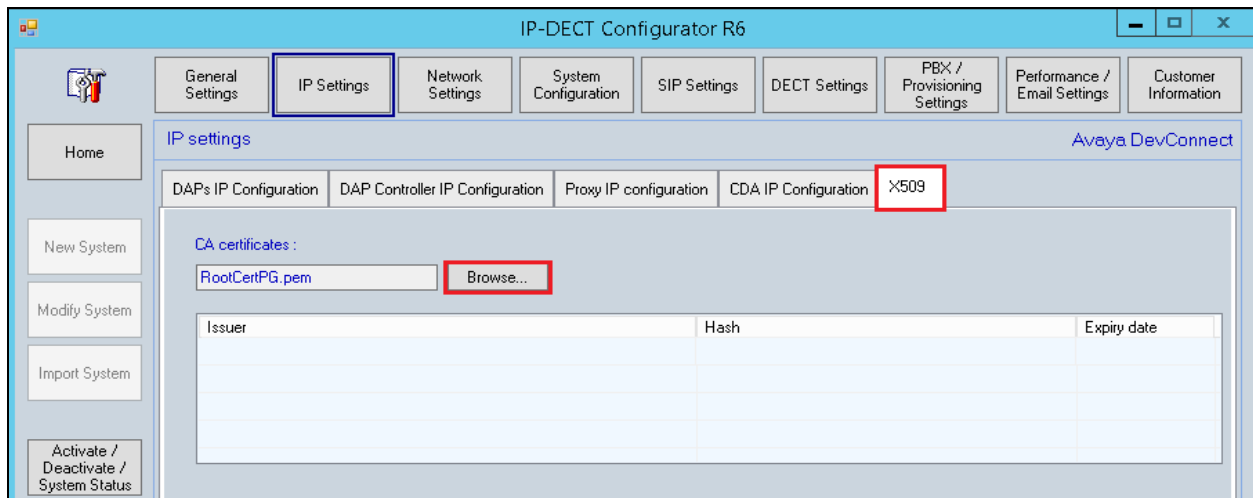 IP-DECT Configurator R6
General
Settings
IP Settings
Network
Settings
System
Configuration
SIP Settings
DECT Settings
PBX /
Provisioning
Settings
Performance /
Email Settings
Customer
Information
Home
IP settings
Avaya DevConnect
DAPs IP Configuration
DAP Controller IP Configuration
Proxy IP configuration
CDA IP Configuration
X509
New System
CA certificates :
RootCertPG.pem
Browse...
Modify System
Issuer
Hash
Expiry date
Import System
Activate /
Deactivate /
System Status